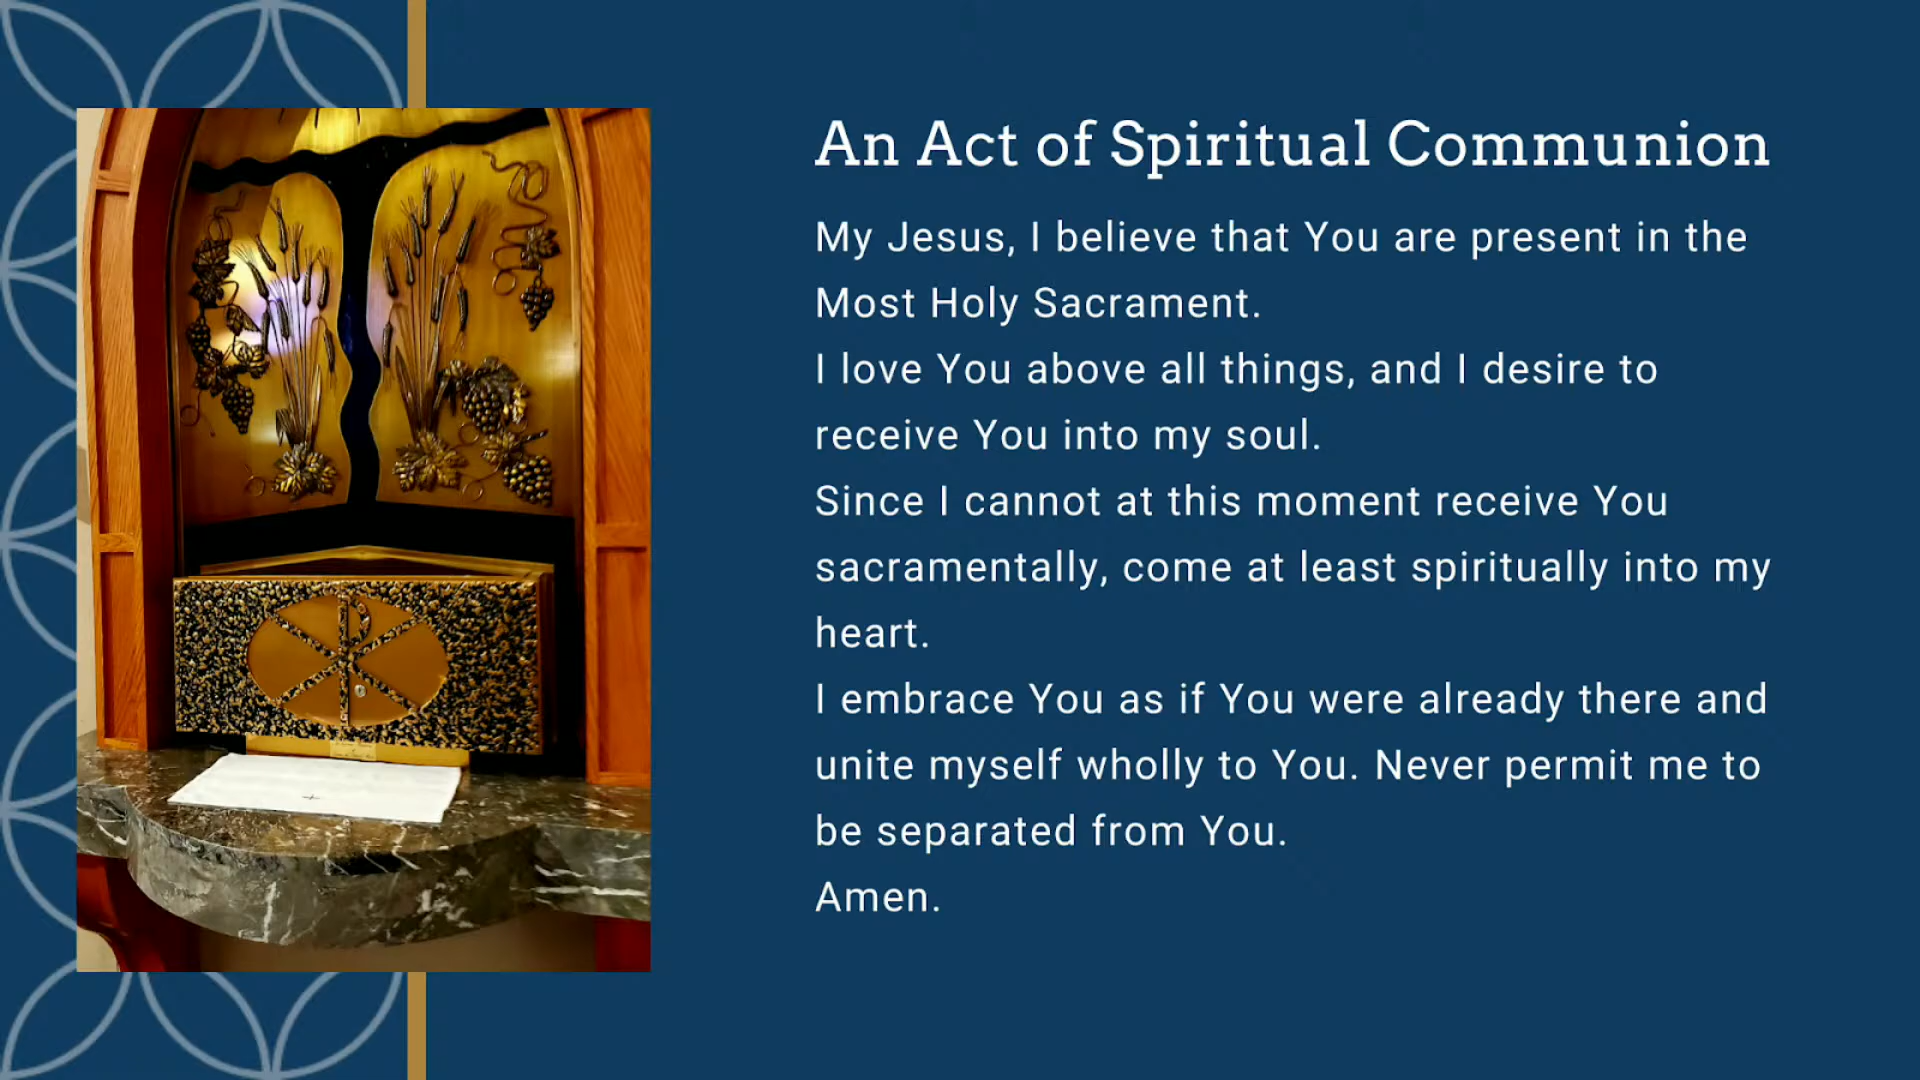 An Act of Spiritual Communion
My Jesus, I believe that You are present in the
Most Holy Sacrament.
I love You above all things, and I desire to
receive You into my soul.
Since I cannot at this moment receive You
sacramentally, come at least spiritually into my
heart.
I embrace You as if You were already there and
unite myself wholly to You. Never permit me to
be separated from You.
Amen.